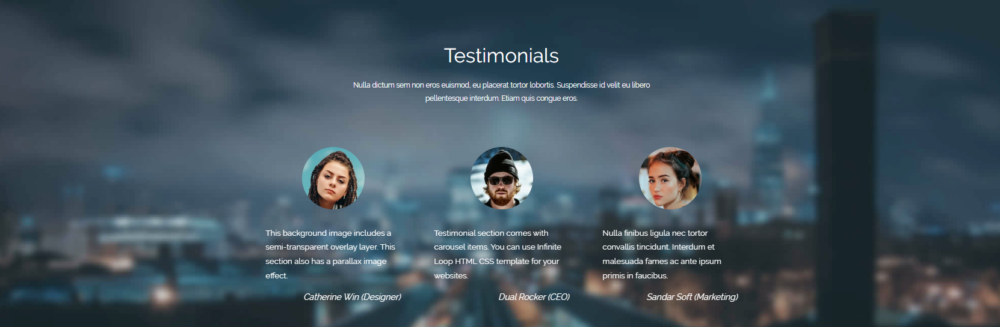 Testimonials
Nulla dictum sem non eros euismod, eu placerat tortor lobortis. Suspendisse id velit eu libero
pellentesque interdum. Etiam quis congue eros.
This background image includes a
semi-transparent overlay layer. This
section also has a parallax image
effect.
Catherine Win (Designer)
Testimonial section comes with
carousel items. You can use Infinite
Loop HTML CSS template for your
websites.
Dual Rocker (CEO)
Nulla finibus ligula nec tortor
convallis tincidunt. Interdum et
malesuada fames ac ante ipsum
primis in faucibus.
Sandar Soft (Marketing)